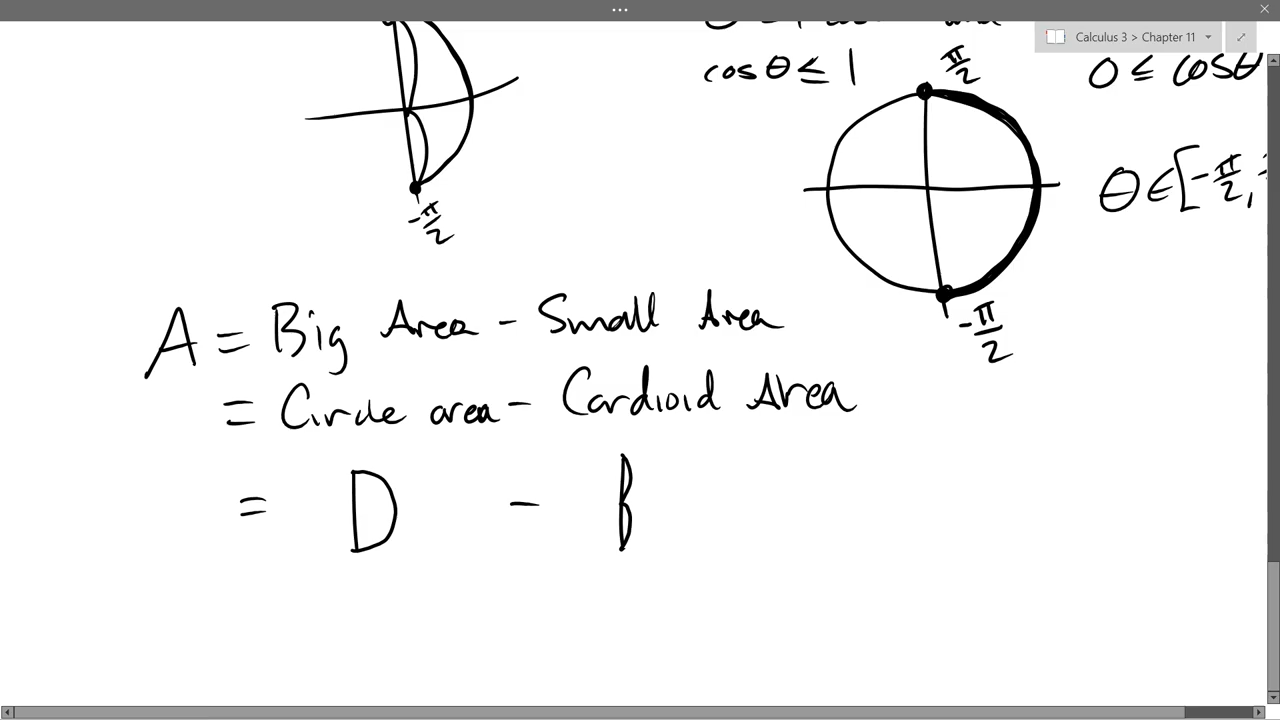 Calculus 3 > Chapter 11
cos θ ≤ 1
π/2
0 ≤ cos θ
θ ∈ [-π/2,
-π/2
-π/2
A = Big Area - Small Area
= Circle area - Cardioid Area
= D -